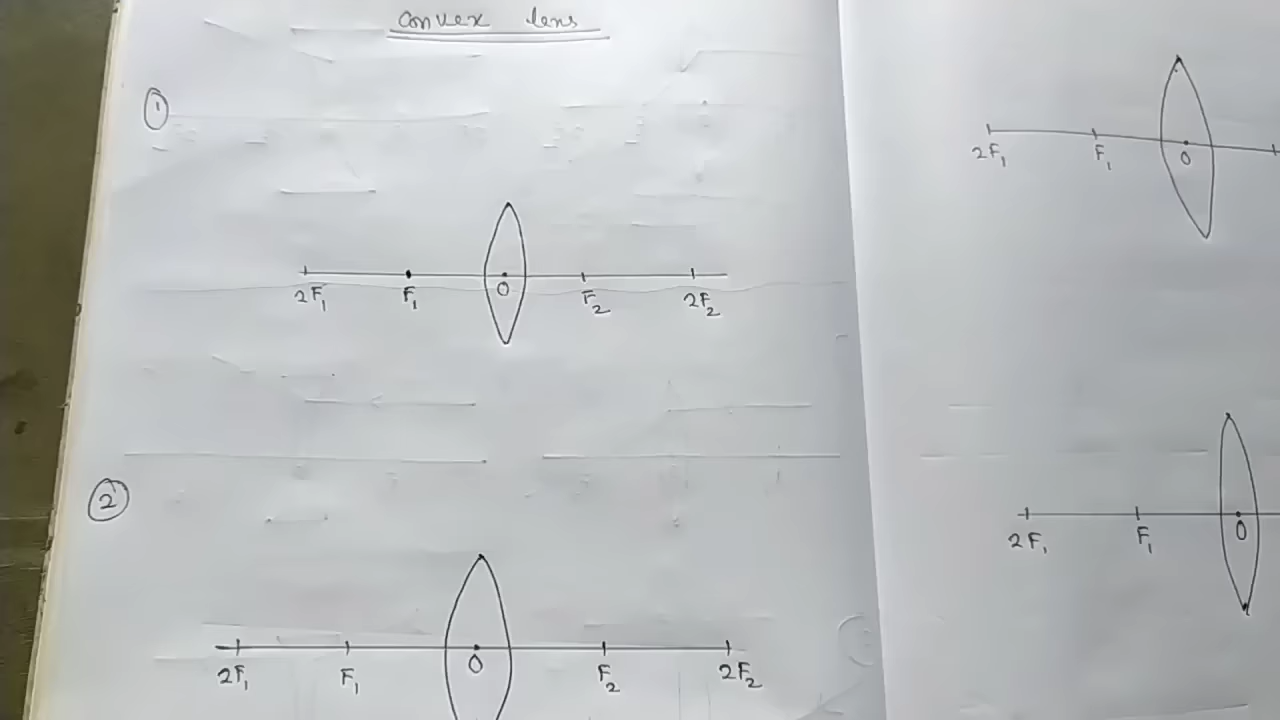 Convex lens
①
2F₁ F₁ O F₂ 2F₂
②
2F₁ F₁ O F₂ 2F₂
2F₁ F₁ O
2F₁ F₁ O